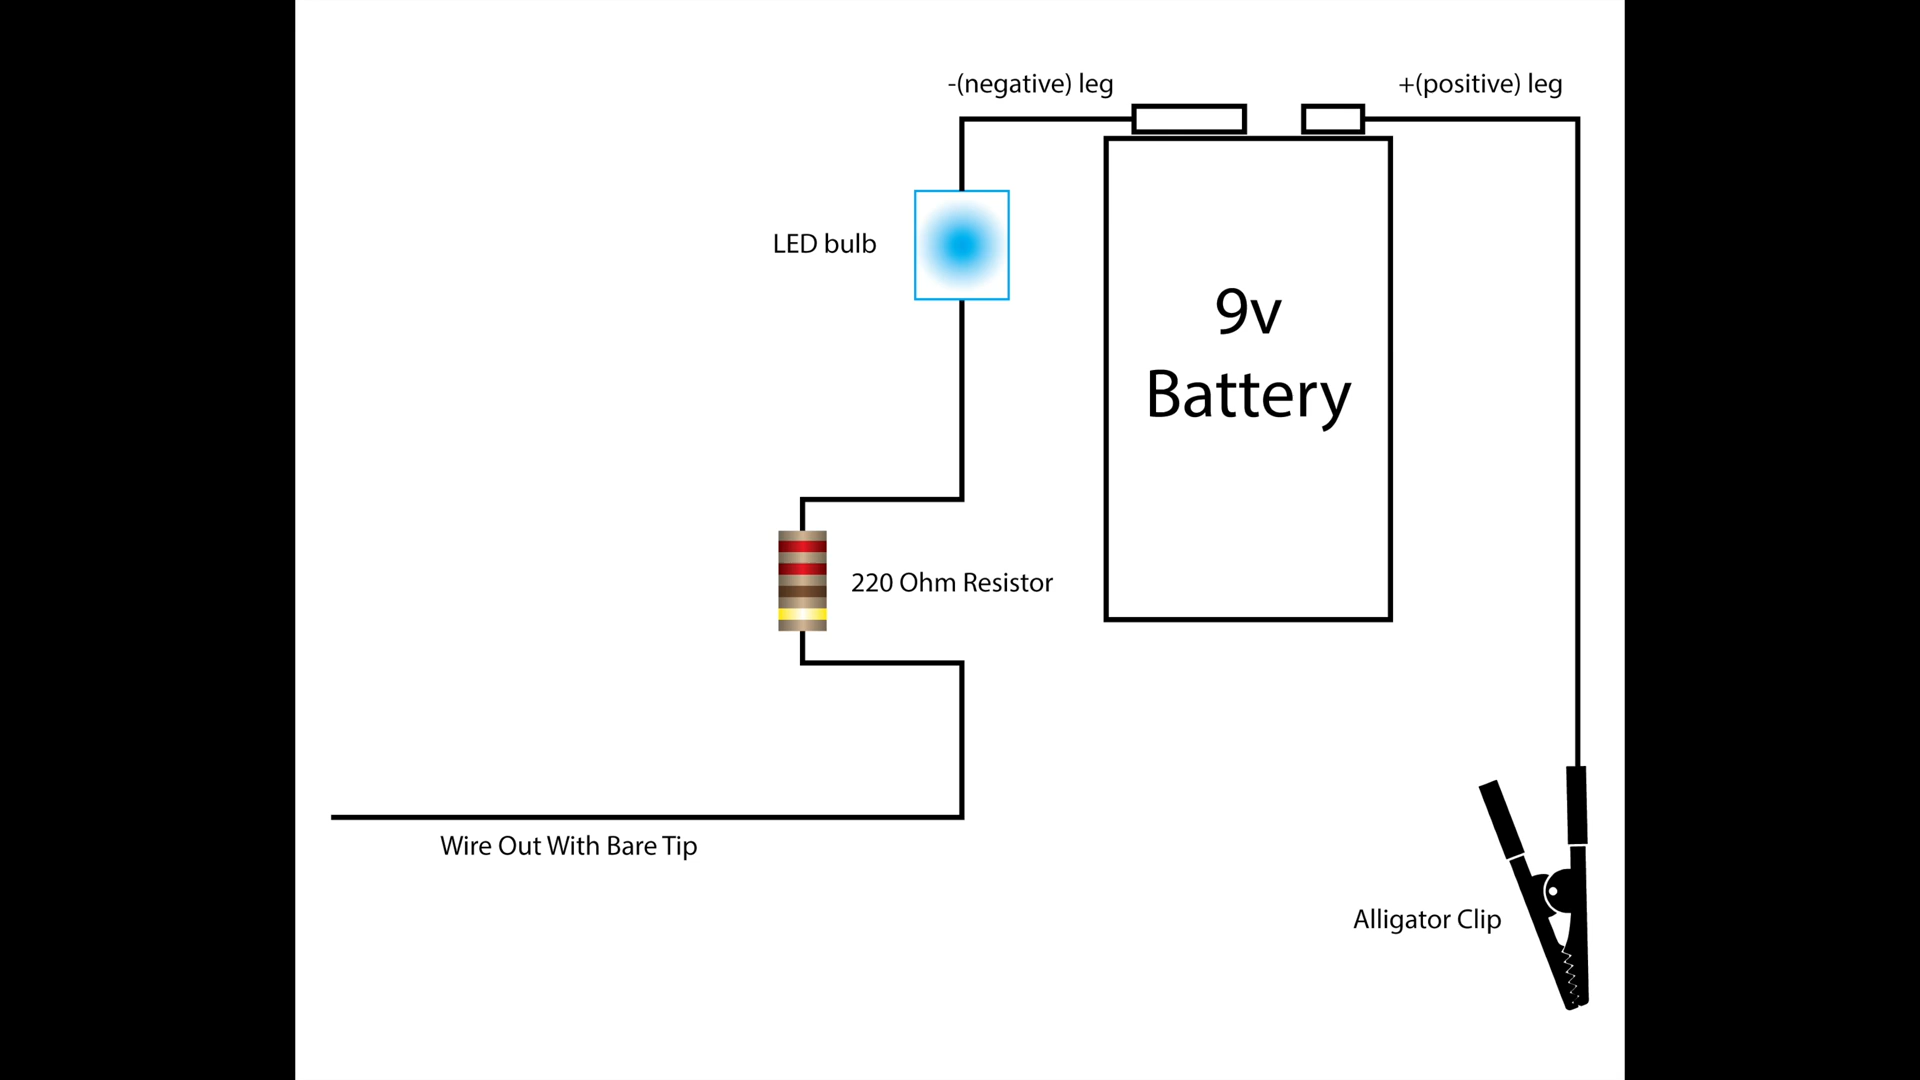 -(negative) leg
+(positive) leg
LED bulb
9v
Battery
220 Ohm Resistor
Wire Out With Bare Tip
Alligator Clip